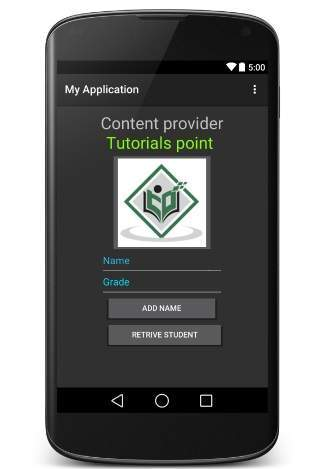 5:00
My Application
Content provider
Tutorials point
Name
Grade
ADD NAME
RETRIVE STUDENT